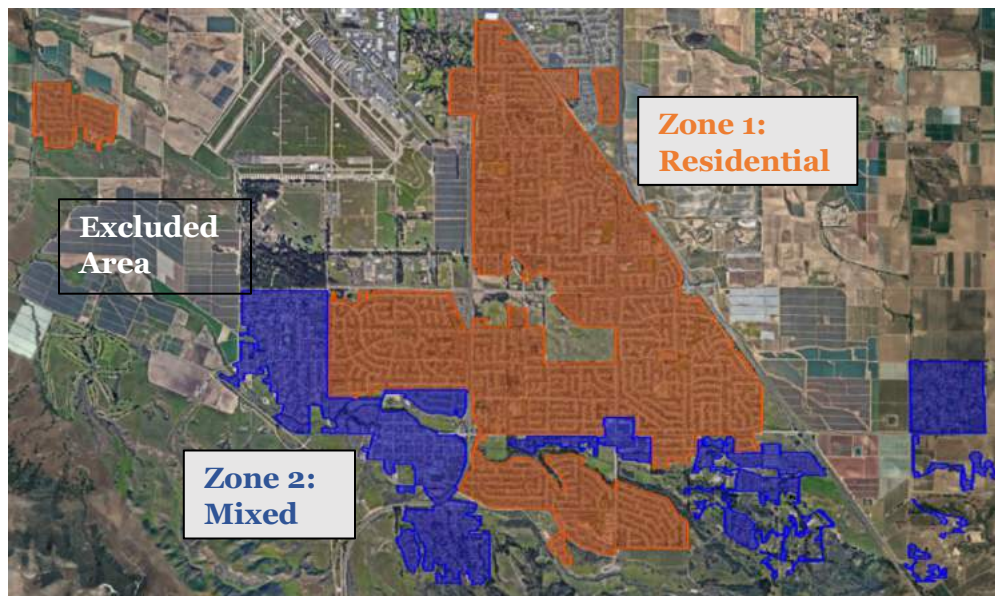 Zone 1:
Residential
Excluded
Area
Zone 2:
Mixed